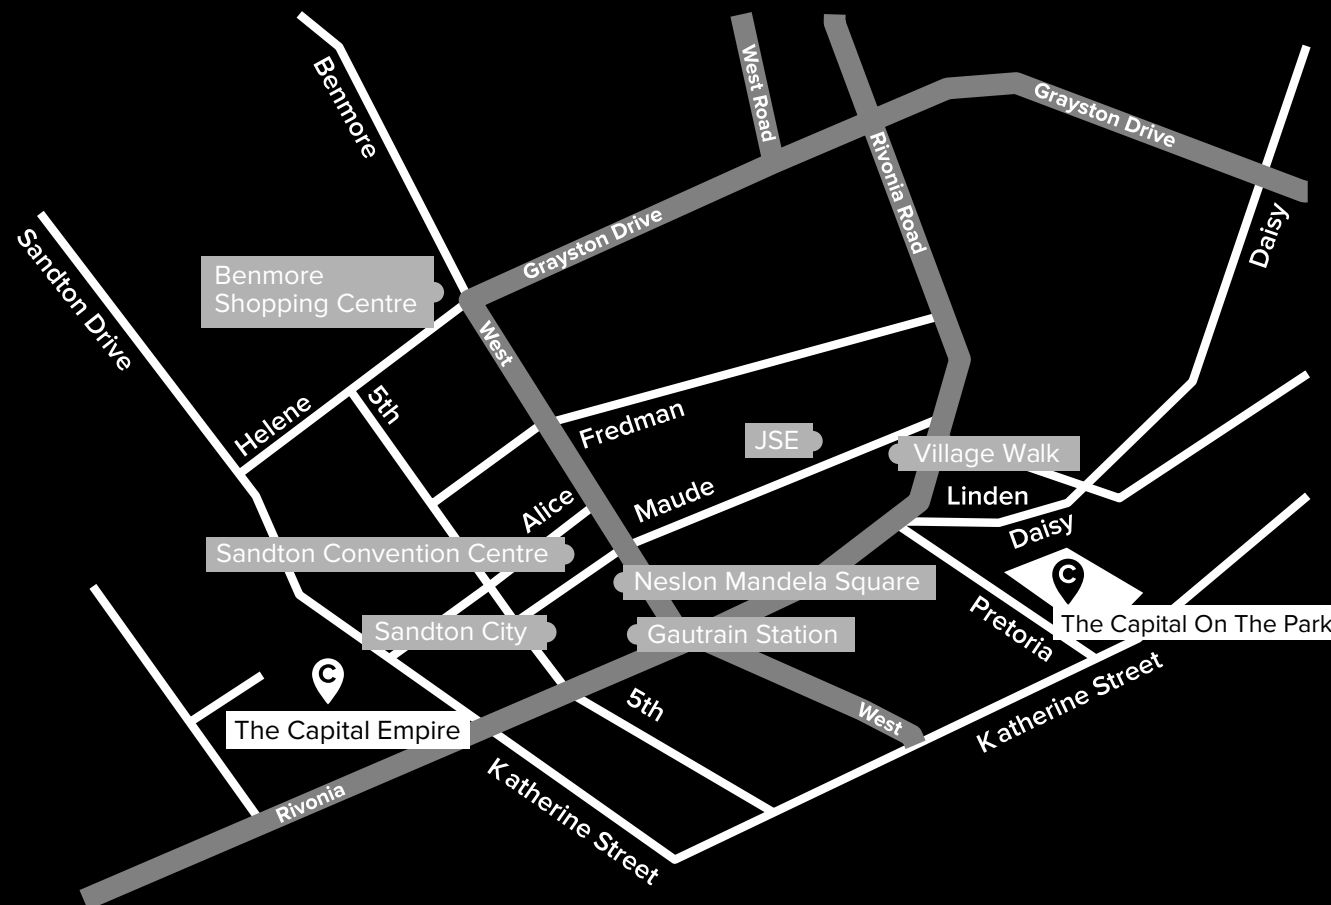 Benmore
West Road
Grayston Drive
Rivonia Road
Sandton Drive
Grayston Drive
Daisy
Benmore
Shopping Centre
West
Helene
5th
Fredman
JSE
Village Walk
Alice
Maude
Linden
Daisy
Sandton Convention Centre
Neslon Mandela Square
C
Pretoria
The Capital On The Park
Sandton City
Gautrain Station
C
The Capital Empire
5th
West
Katherine Street
Rivonia
Katherine Street